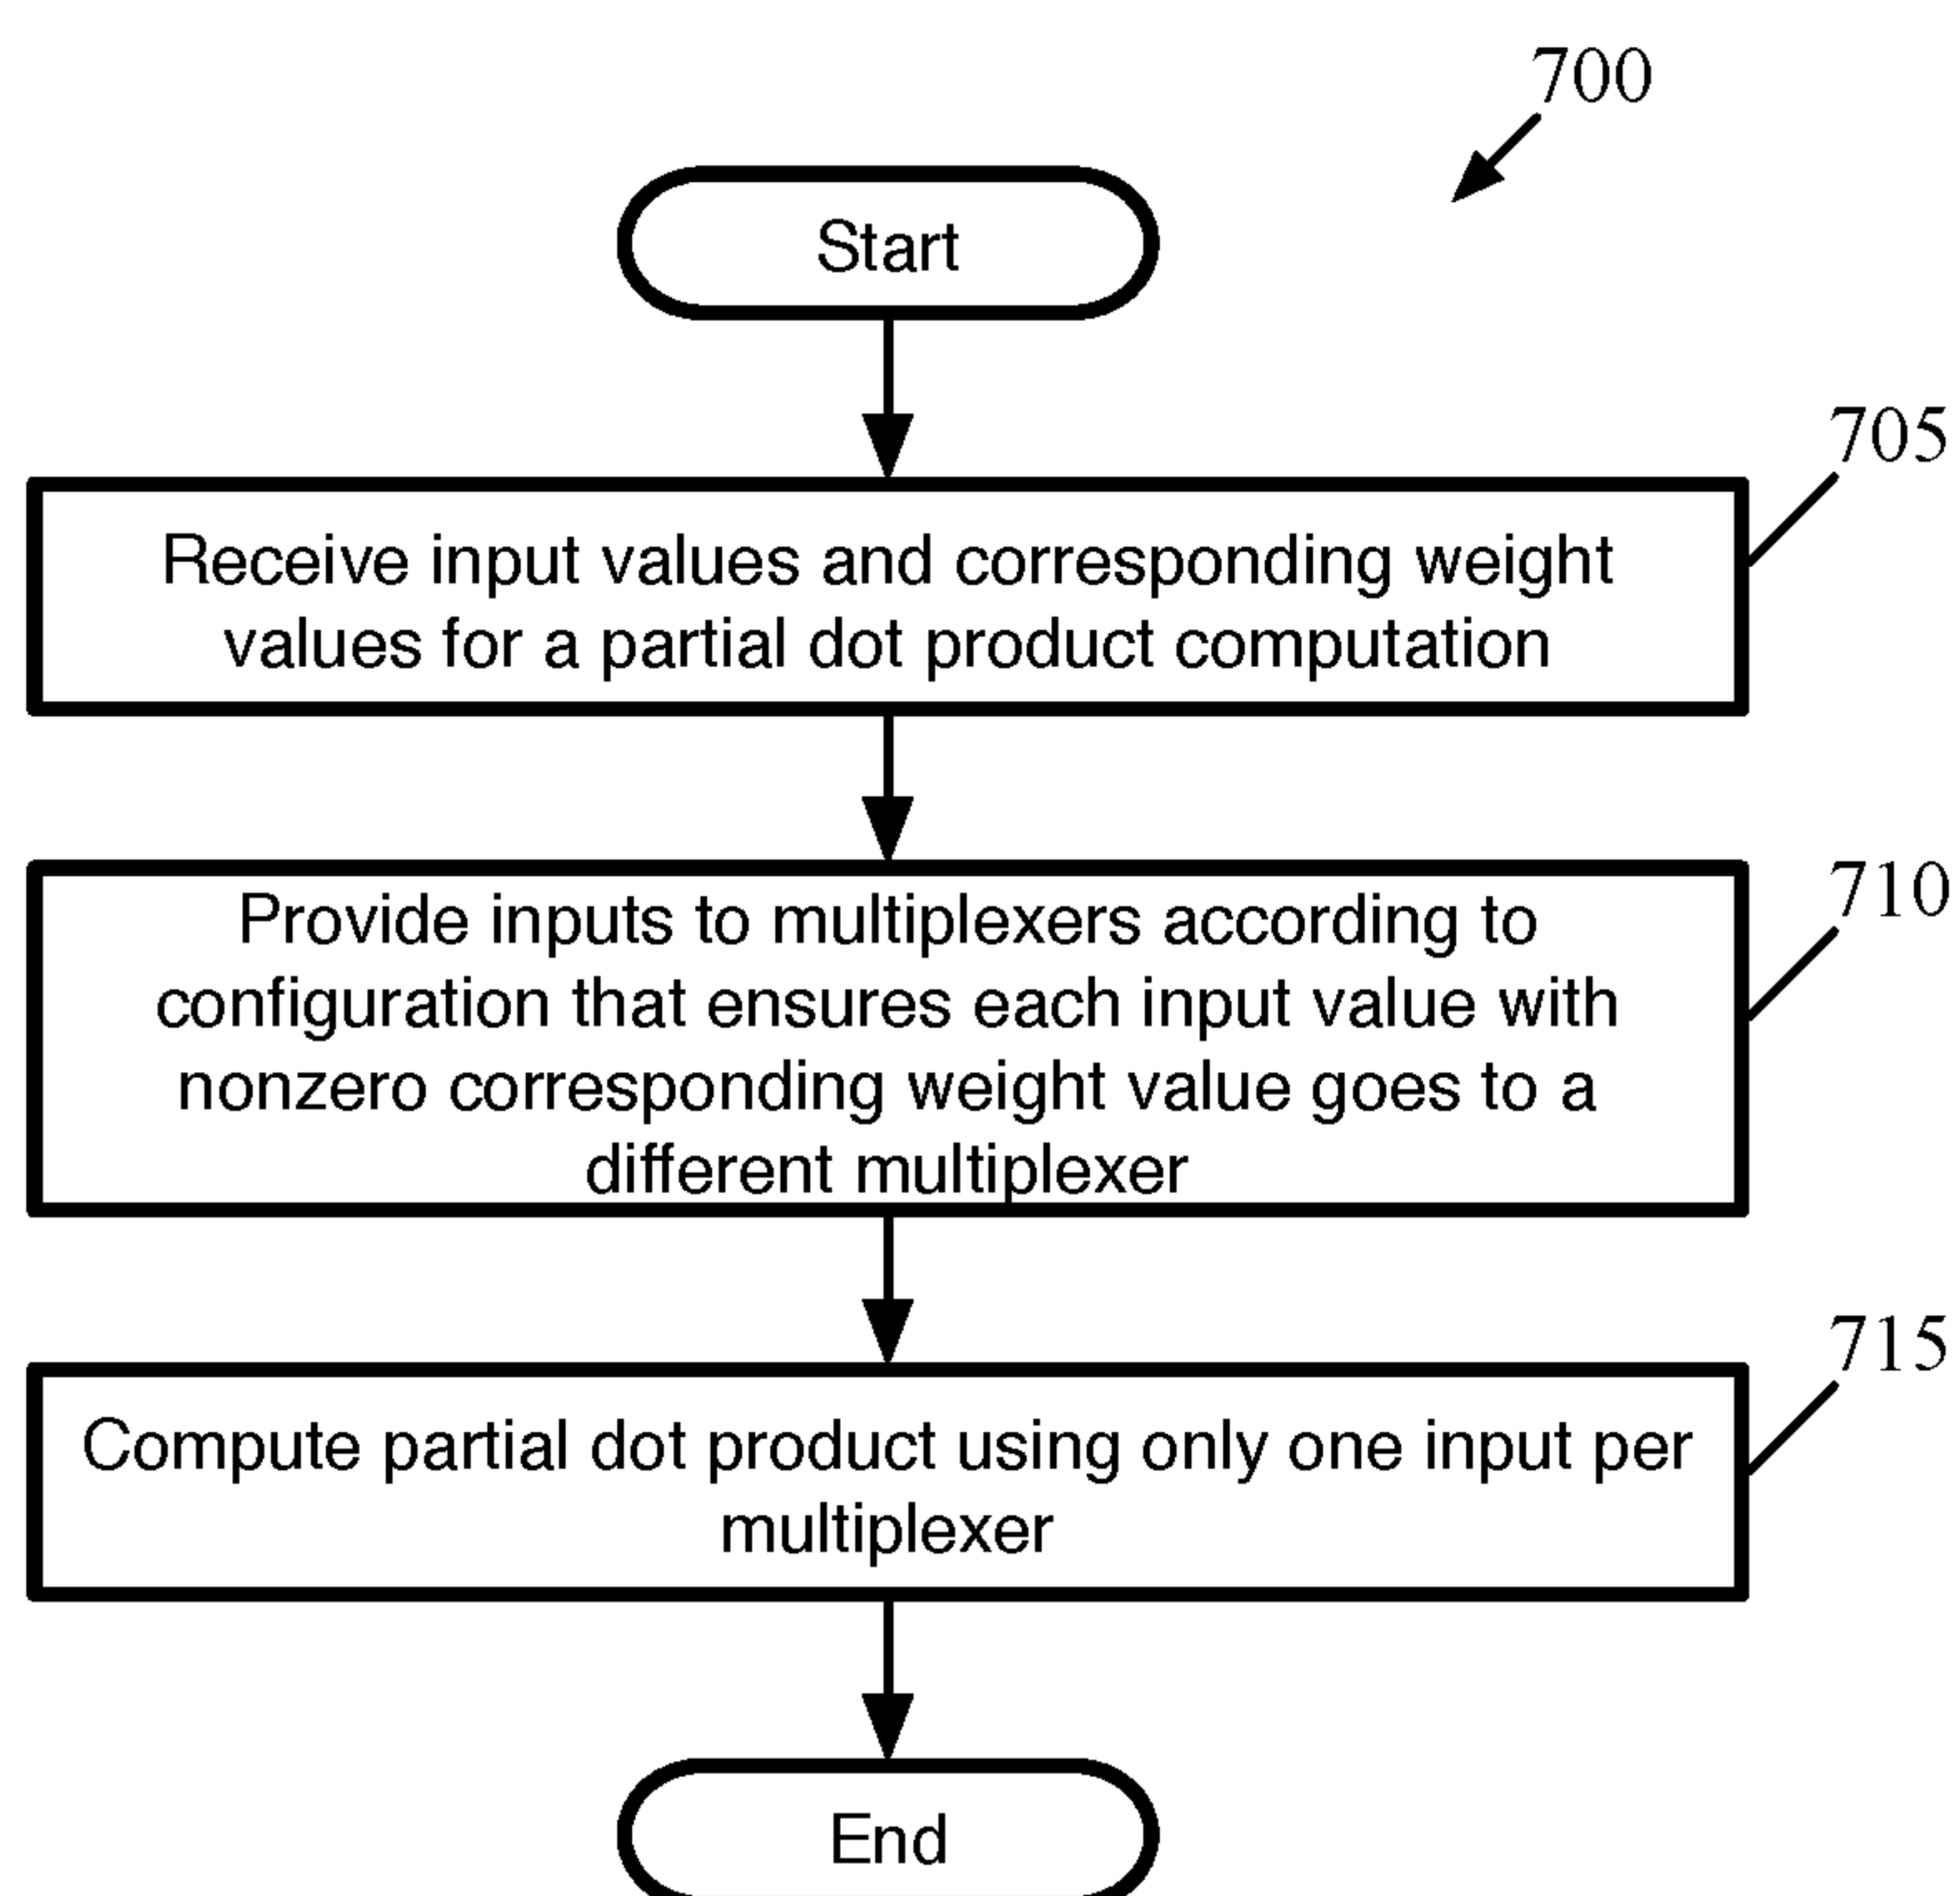 700
Start
705
Receive input values and corresponding weight
values for a partial dot product computation
710
Provide inputs to multiplexers according to
configuration that ensures each input value with
nonzero corresponding weight value goes to a
different multiplexer
715
Compute partial dot product using only one input per
multiplexer
End